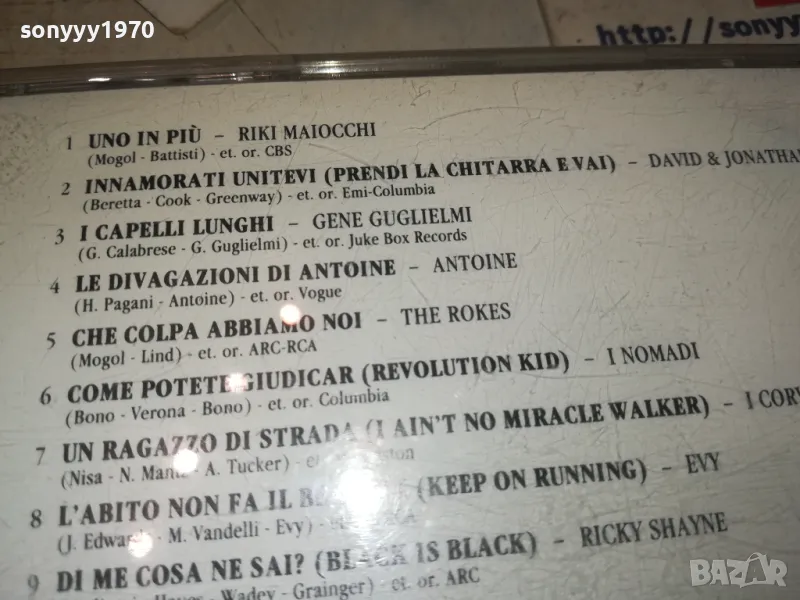 sonyyy1970
http://sonyyy
1 UNO IN PIÙ – RIKI MAIOCCHI
(Mogol - Battisti) - et. or. CBS
2 INNAMORATI UNITEVI (PRENDI LA CHITARRA E VAI) – DAVID & JONATHAN
(Beretta - Cook - Greenway) - et. or. Emi-Columbia
3 I CAPELLI LUNGHI – GENE GUGLIELMI
(G. Calabrese - G. Guglielmi) - et. or. Juke Box Records
4 LE DIVAGAZIONI DI ANTOINE – ANTOINE
(H. Pagani - Antoine) - et. or. Vogue
5 CHE COLPA ABBIAMO NOI – THE ROKES
(Mogol - Lind) - et. or. ARC-RCA
6 COME POTETE GIUDICAR (REVOLUTION KID) – I NOMADI
(Bono - Verona - Bono) - et. or. Columbia
7 UN RAGAZZO DI STRADA (I AIN'T NO MIRACLE WALKER) – I COR
(Nisa - N. - A. Tucker) - et.
8 L'ABITO NON FA IL (KEEP ON RUNNING) – EVY
(J. - M. Vandelli - Evy) -
9 DI ME COSA NE SAI? (BLACK IS BLACK) – RICKY SHAYNE
- Wadey - Grainger) - et. or. ARC
BAZAR
bazar.bg